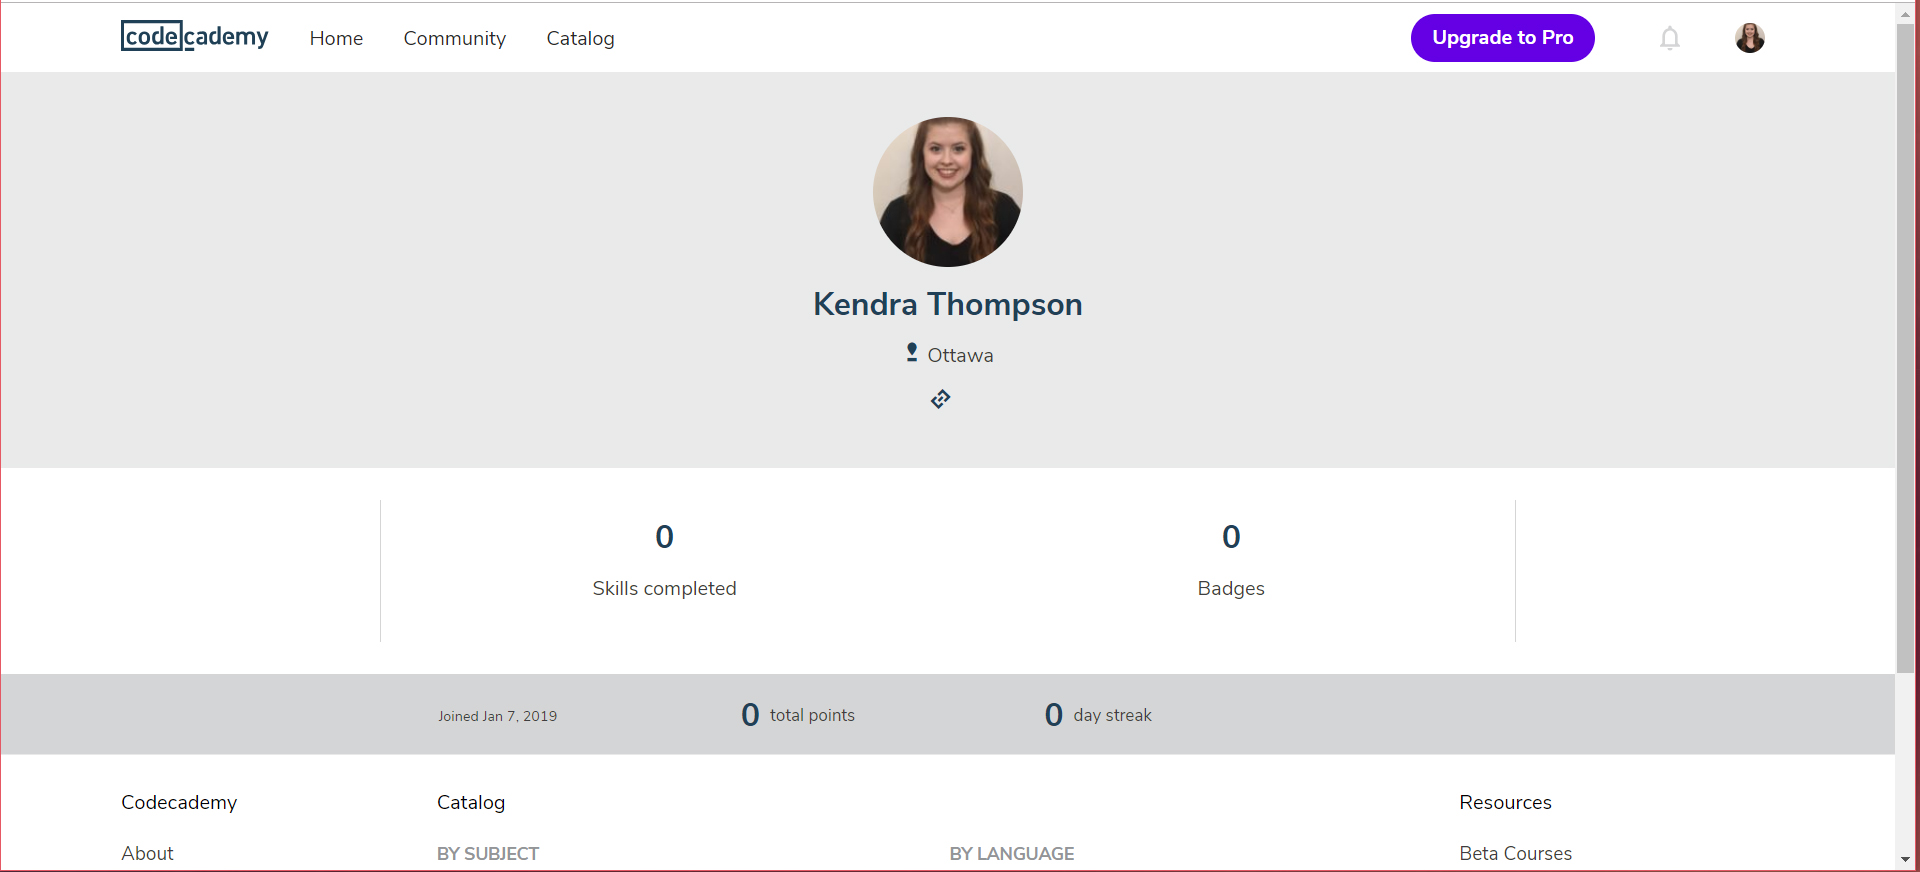 codecademy
Home Community Catalog Upgrade to Pro
Kendra Thompson
Ottawa
0 0
Skills completed Badges
Joined Jan 7, 2019 0 total points 0 day streak
Codecademy Catalog Resources
About BY SUBJECT BY LANGUAGE Beta Courses